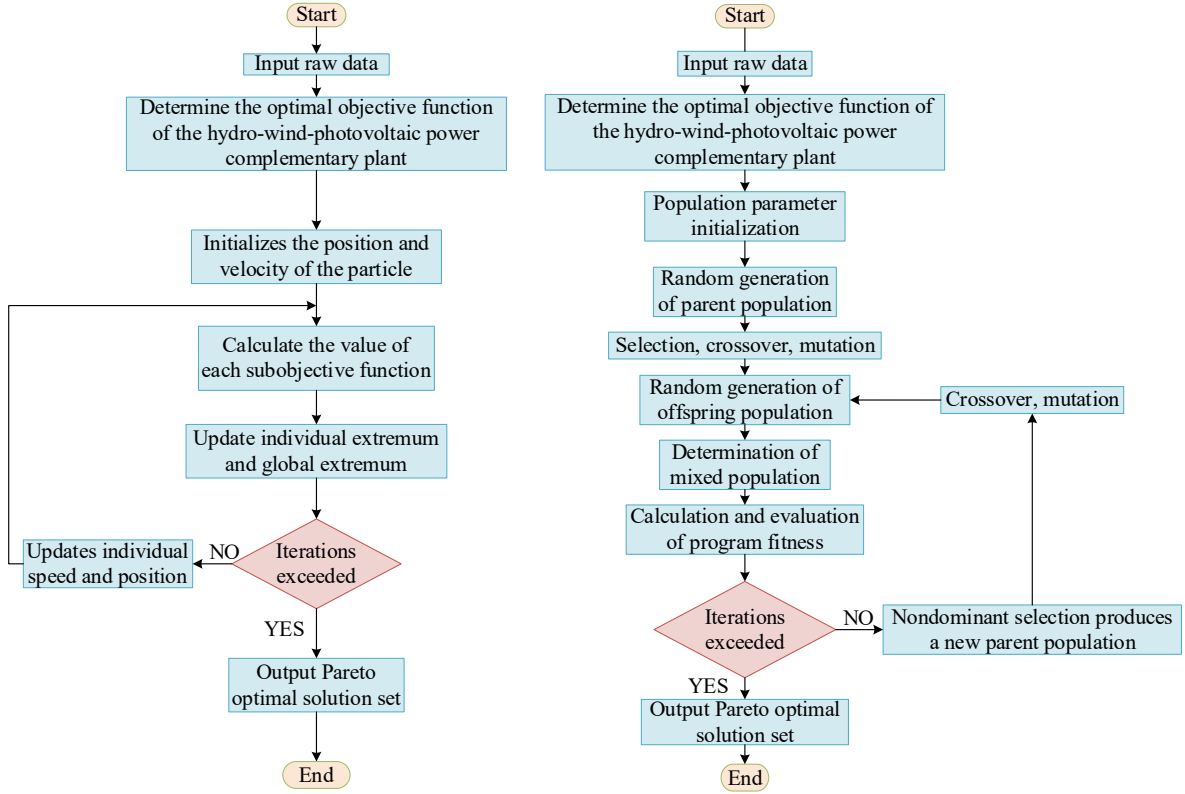 Start
Input raw data
Determine the optimal objective function
of the hydro-wind-photovoltaic power
complementary plant
Initializes the position and
velocity of the particle
Calculate the value of
each subobjective function
Update individual extremum
and global extremum
Iterations
exceeded
NO
Updates individual
speed and position
YES
Output Pareto
optimal solution set
End
Start
Input raw data
Determine the optimal objective function of
the hydro-wind-photovoltaic power
complementary plant
Population parameter
initialization
Random generation
of parent population
Selection, crossover, mutation
Random generation of
offspring population
Crossover, mutation
Determination of
mixed population
Calculation and evaluation
of program fitness
Iterations
exceeded
NO
Nondominant selection produces
a new parent population
YES
Output Pareto optimal
solution set
End